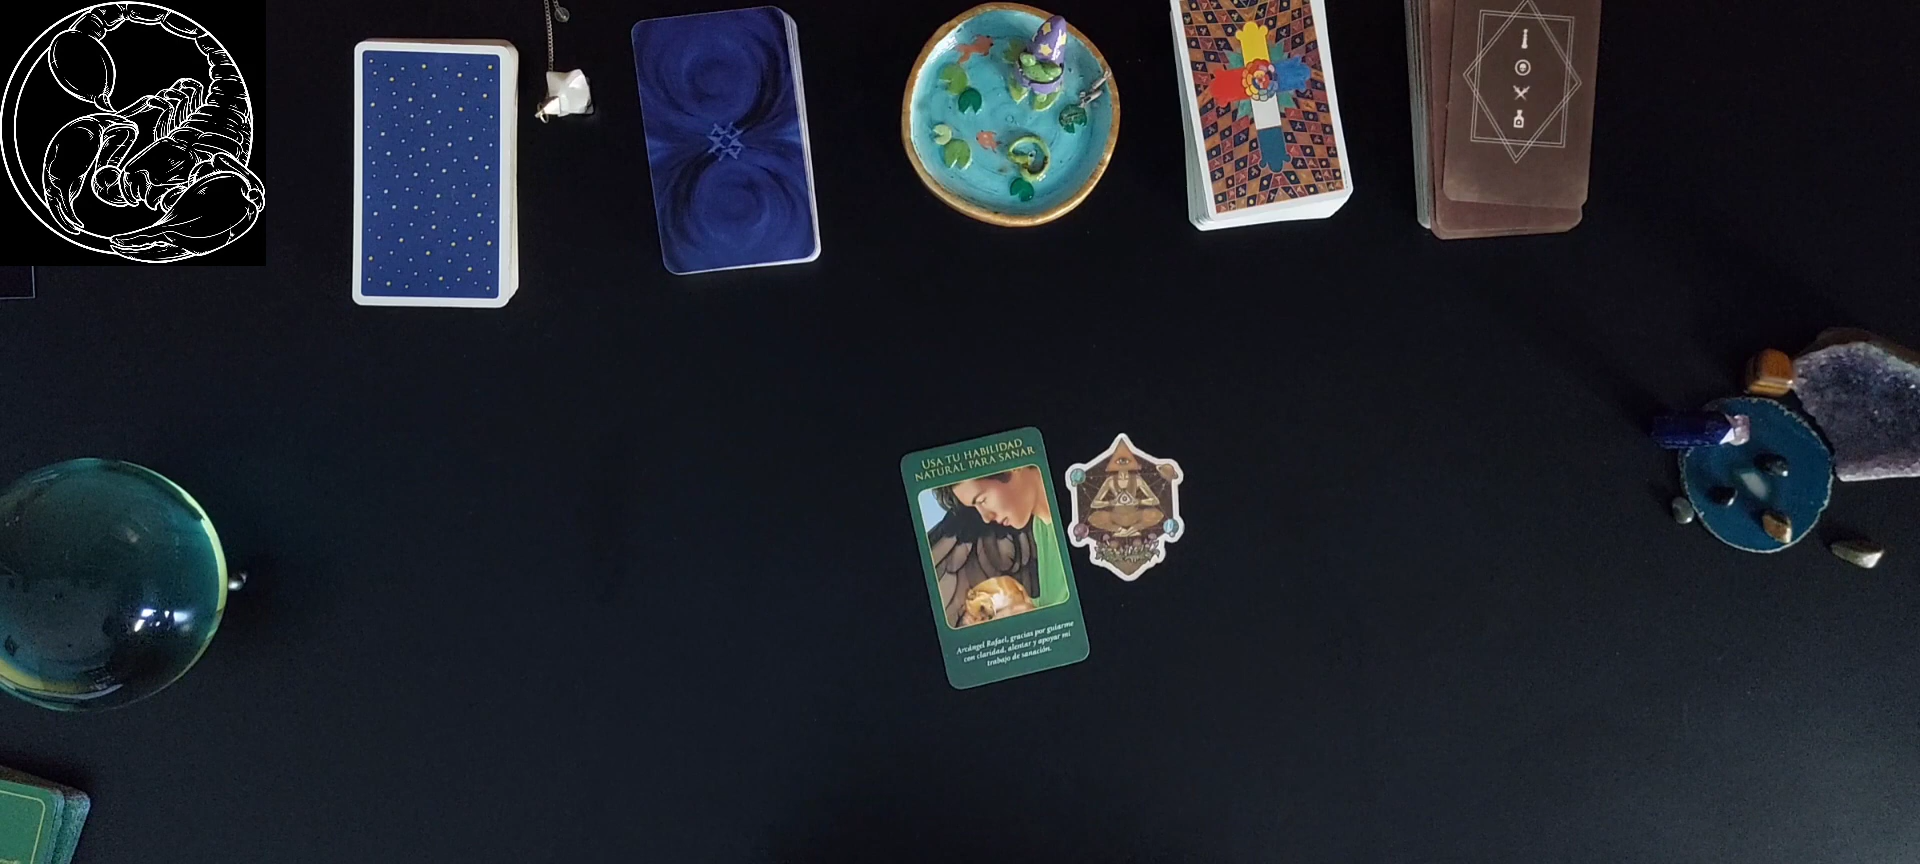 USA TU HABILIDAD
NATURAL PARA SANAR
Arcángel Rafael, gracias por guiarme
con claridad, alentar y apoyar mi
trabajo de sanación.